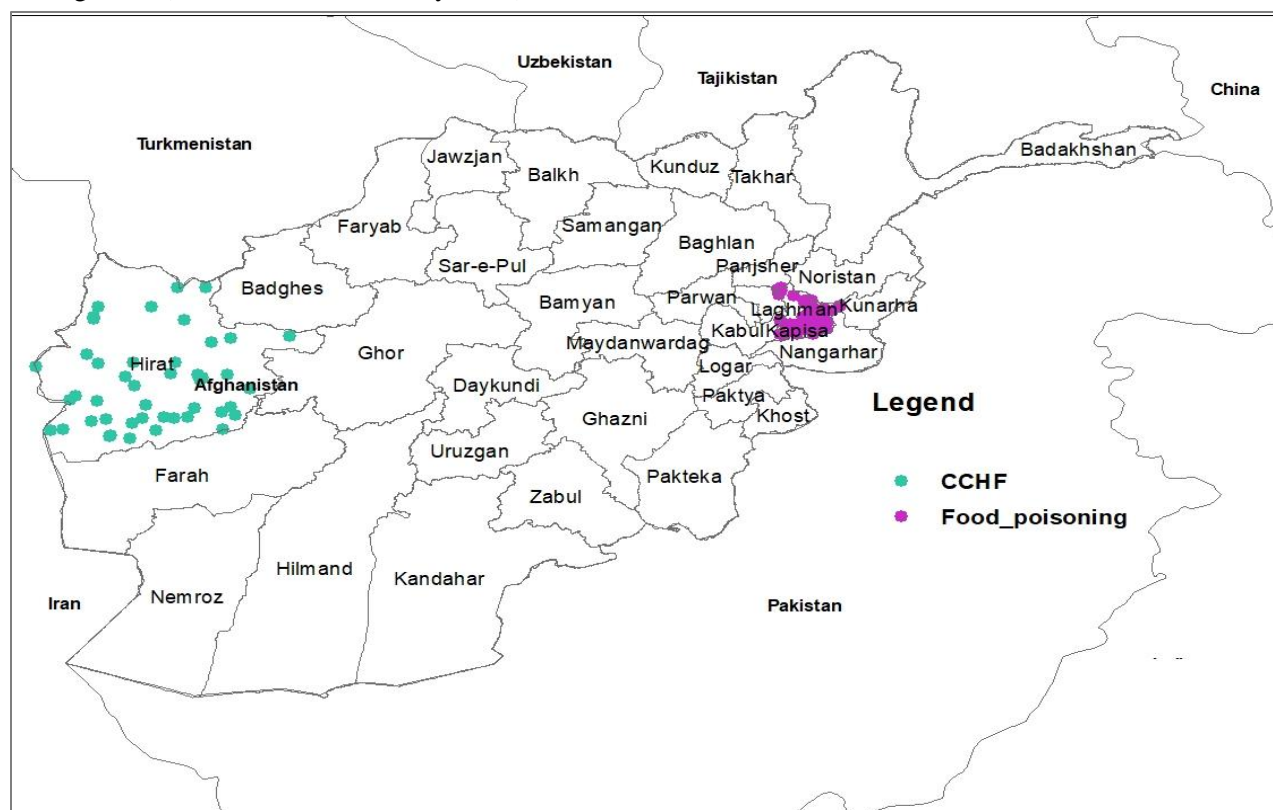 Uzbekistan
Tajikistan
China
Turkmenistan
Badakhshan
Jawzjan
Balkh
Kunduz
Takhar
Faryab
Samangan
Baghlan
Sar-e-Pul
Panjsher
Noristan
Badghes
Bamyan
Parwan
Laghman
Kunarha
Kabul
Kapisa
Ghor
Maydanwardag
Nangarhar
Hirat
Afghanistan
Logar
Daykundi
Paktya
Legend
Ghazni
Khost
Uruzgan
Farah
Pakteka
CCHF
Zabul
Food_poisoning
Hilmand
Kandahar
Nemroz
Iran
Pakistan